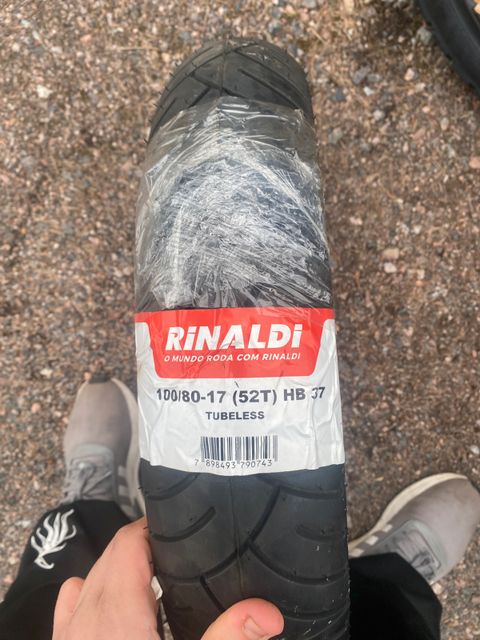 RiNALDi
O MUNDO RODA COM RINALDI
100/80-17 (52T) HB 37
TUBELESS
7 898493 790743